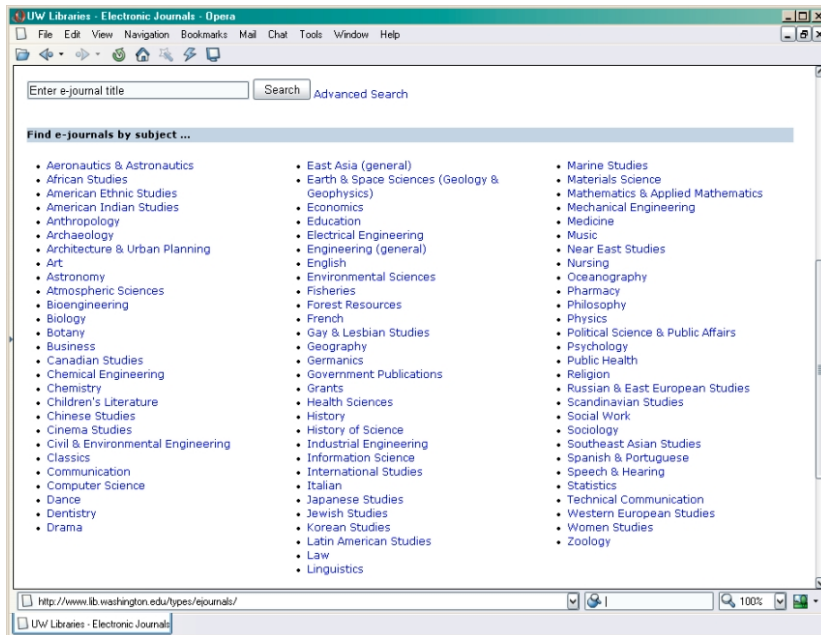 UW Libraries - Electronic Journals - Opera
File Edit View Navigation Bookmarks Mail Chat Tools Window Help
Enter e-journal title Search Advanced Search
Find e-journals by subject ...
Aeronautics & Astronautics
African Studies
American Ethnic Studies
American Indian Studies
Anthropology
Archaeology
Architecture & Urban Planning
Art
Astronomy
Atmospheric Sciences
Bioengineering
Biology
Botany
Business
Canadian Studies
Chemical Engineering
Chemistry
Children's Literature
Chinese Studies
Cinema Studies
Civil & Environmental Engineering
Classics
Communication
Computer Science
Dance
Dentistry
Drama
East Asia (general)
Earth & Space Sciences (Geology &
Geophysics)
Economics
Education
Electrical Engineering
Engineering (general)
English
Environmental Sciences
Fisheries
Forest Resources
French
Gay & Lesbian Studies
Geography
Germanics
Government Publications
Grants
Health Sciences
History
History of Science
Industrial Engineering
Information Science
International Studies
Italian
Japanese Studies
Jewish Studies
Korean Studies
Latin American Studies
Law
Linguistics
Marine Studies
Materials Science
Mathematics & Applied Mathematics
Mechanical Engineering
Medicine
Music
Near East Studies
Nursing
Oceanography
Pharmacy
Philosophy
Physics
Political Science & Public Affairs
Psychology
Public Health
Religion
Russian & East European Studies
Scandinavian Studies
Social Work
Sociology
Southeast Asian Studies
Spanish & Portuguese
Speech & Hearing
Statistics
Technical Communication
Western European Studies
Women Studies
Zoology
http://www.lib.washington.edu/types/ejournals/ 100%
UW Libraries - Electronic Journals